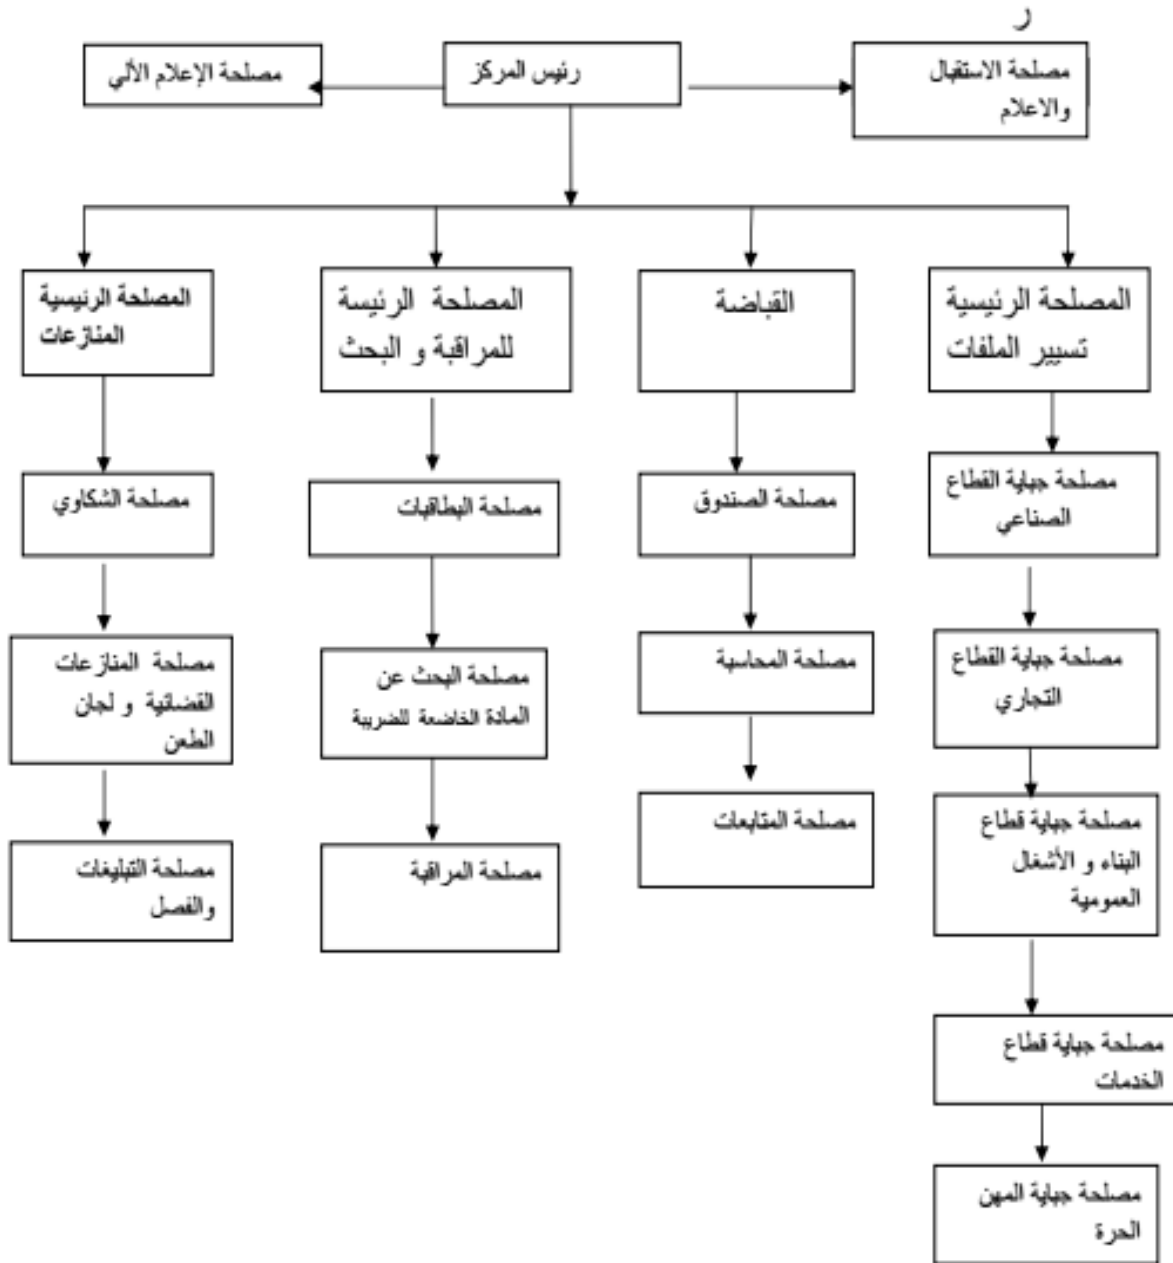 ر
مصلحة الاستقبال
والاعلام
رئيس المركز
مصلحة الإعلام الألي
المصلحة الرئيسية
تسيير الملفات
القباضة
المصلحة الرئيسة
للمراقبة و البحث
المصلحة الرئيسية
المنازعات
مصلحة جباية القطاع
الصناعي
مصلحة الصندوق
مصلحة البطاقيات
مصلحة الشكاوي
مصلحة جباية القطاع
التجاري
مصلحة المحاسبة
مصلحة البحث عن
المادة الخاضعة للضريبة
مصلحة المنازعات
القضائية و لجان
الطعن
مصلحة جباية قطاع
البناء و الأشغال
العمومية
مصلحة المتابعات
مصلحة المراقبة
مصلحة التبليغات
والفصل
مصلحة جباية قطاع
الخدمات
مصلحة جباية المهن
الحرة